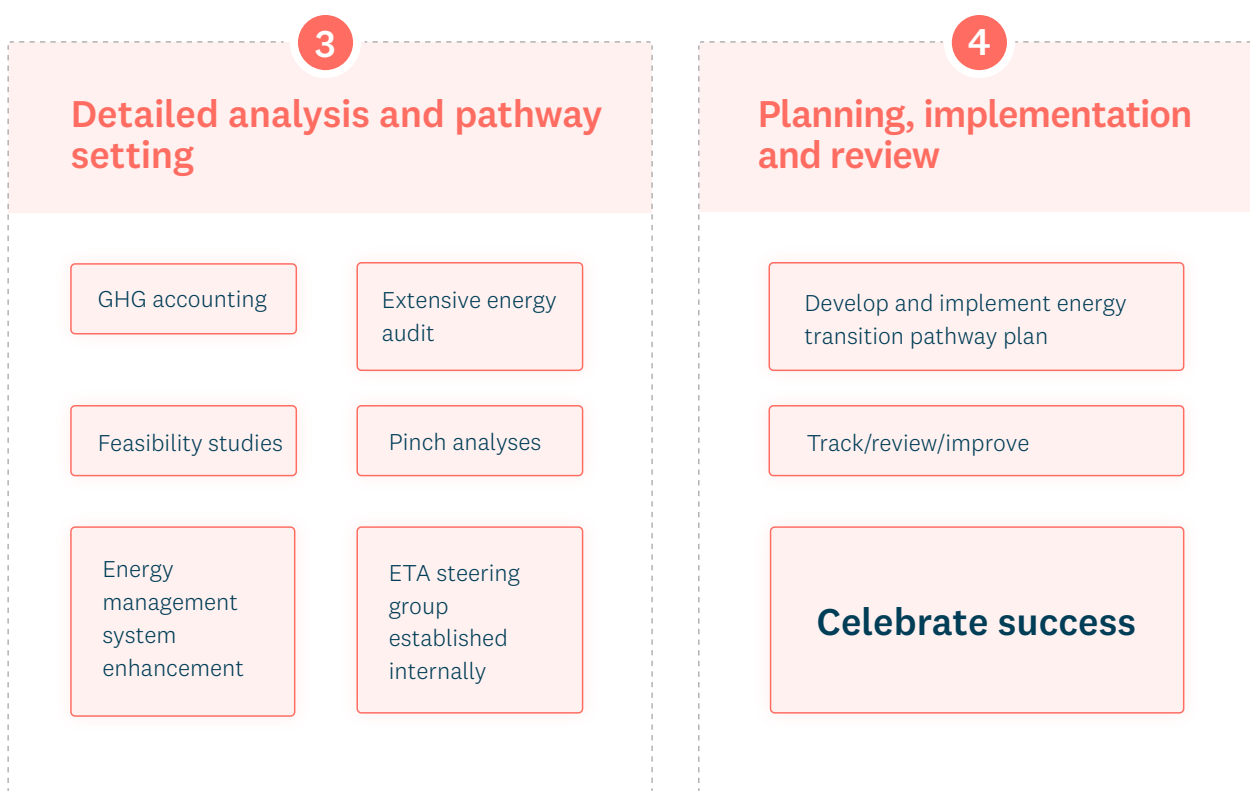 3
Detailed analysis and pathway
setting
GHG accounting
Extensive energy
audit
Feasibility studies
Pinch analyses
Energy
management
system
enhancement
ETA steering
group
established
internally
4
Planning, implementation
and review
Develop and implement energy
transition pathway plan
Track/review/improve
Celebrate success